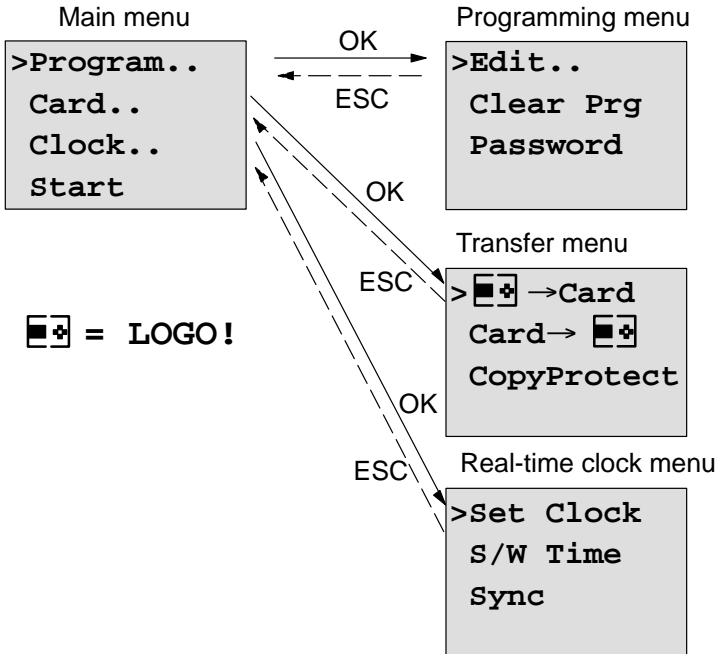 Main menu
>Program..
Card..
Clock..
Start
OK
ESC
Programming menu
>Edit..
Clear Prg
Password
OK
ESC
Transfer menu
> →Card
Card→
CopyProtect
= LOGO!
OK
ESC
Real-time clock menu
>Set Clock
S/W Time
Sync